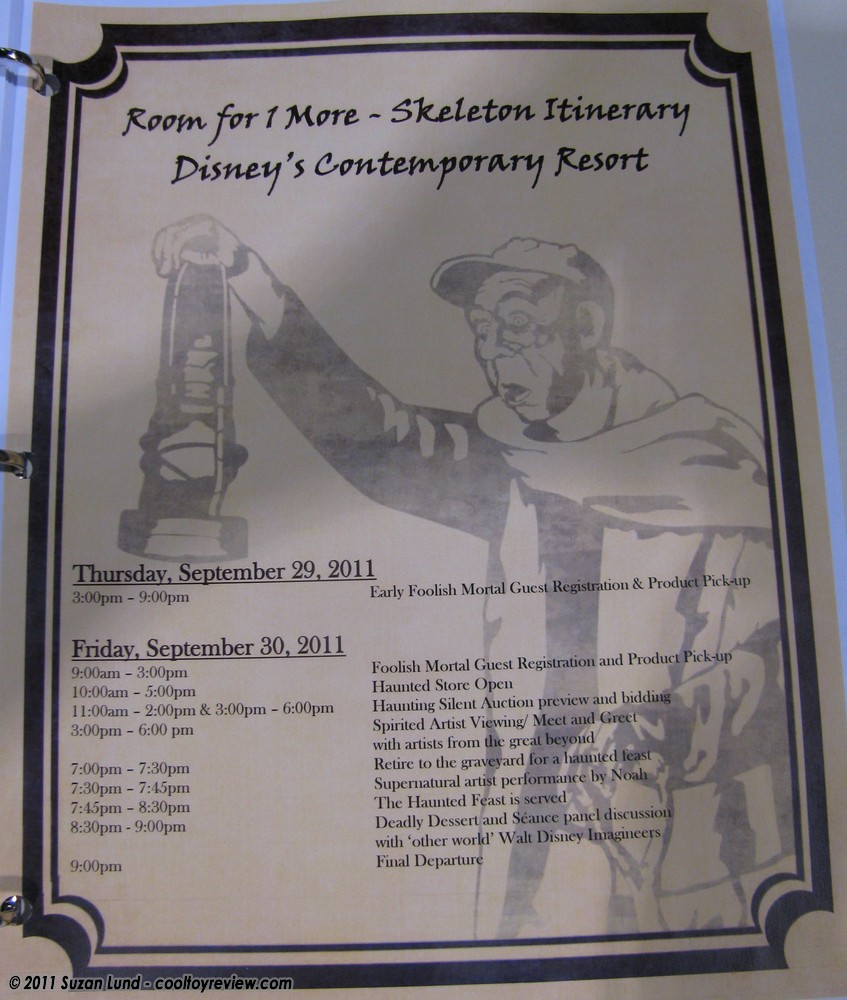 Room for 1 More - Skeleton Itinerary
Disney's Contemporary Resort
Thursday, September 29, 2011
3:00pm – 9:00pm Early Foolish Mortal Guest Registration & Product Pick-up
Friday, September 30, 2011
9:00am – 3:00pm Foolish Mortal Guest Registration and Product Pick-up
10:00am – 5:00pm Haunted Store Open
11:00am – 2:00pm & 3:00pm – 6:00pm Haunting Silent Auction preview and bidding
3:00pm – 6:00 pm Spirited Artist Viewing/ Meet and Greet
with artists from the great beyond
7:00pm – 7:30pm Retire to the graveyard for a haunted feast
7:30pm – 7:45pm Supernatural artist performance by Noah
7:45pm – 8:30pm The Haunted Feast is served
8:30pm - 9:00pm Deadly Dessert and Séance panel discussion
with 'other world' Walt Disney Imagineers
9:00pm Final Departure
© 2011 Suzan Lund - cooltoyreview.com